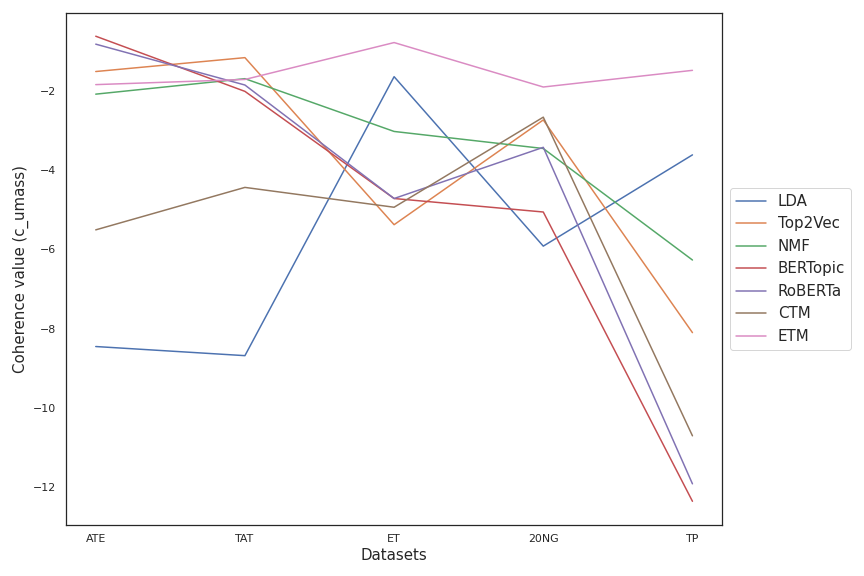 Coherence value (c_umass)
−2
−4
−6
−8
−10
−12
ATE
TAT
ET
20NG
TP
Datasets
LDA
Top2Vec
NMF
BERTopic
RoBERTa
CTM
ETM